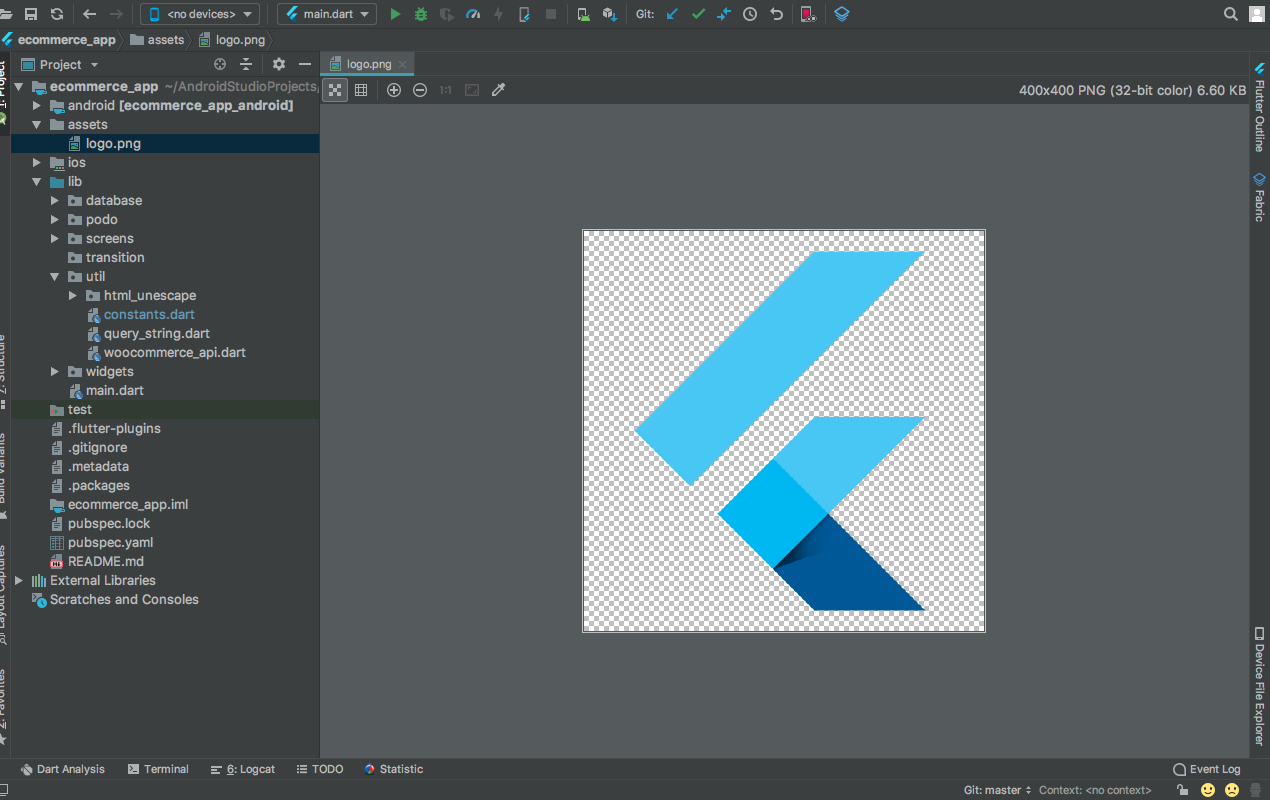 <no devices>
main.dart
Git:
ecommerce_app
assets
logo.png
Project
logo.png
1: Project
ecommerce_app ~/AndroidStudioProjects/
1:1
400x400 PNG (32-bit color) 6.60 KB
android [ecommerce_app_android]
assets
logo.png
ios
lib
database
podo
screens
transition
util
html_unescape
constants.dart
query_string.dart
woocommerce_api.dart
widgets
main.dart
test
.flutter-plugins
.gitignore
.metadata
.packages
ecommerce_app.iml
pubspec.lock
pubspec.yaml
README.md
External Libraries
Scratches and Consoles
Z: Structure
Build Variants
Layout Captures
2: Favorites
Flutter Outline
Fabric
Device File Explorer
Dart Analysis
Terminal
6: Logcat
TODO
Statistic
Event Log
Git: master
Context: <no context>